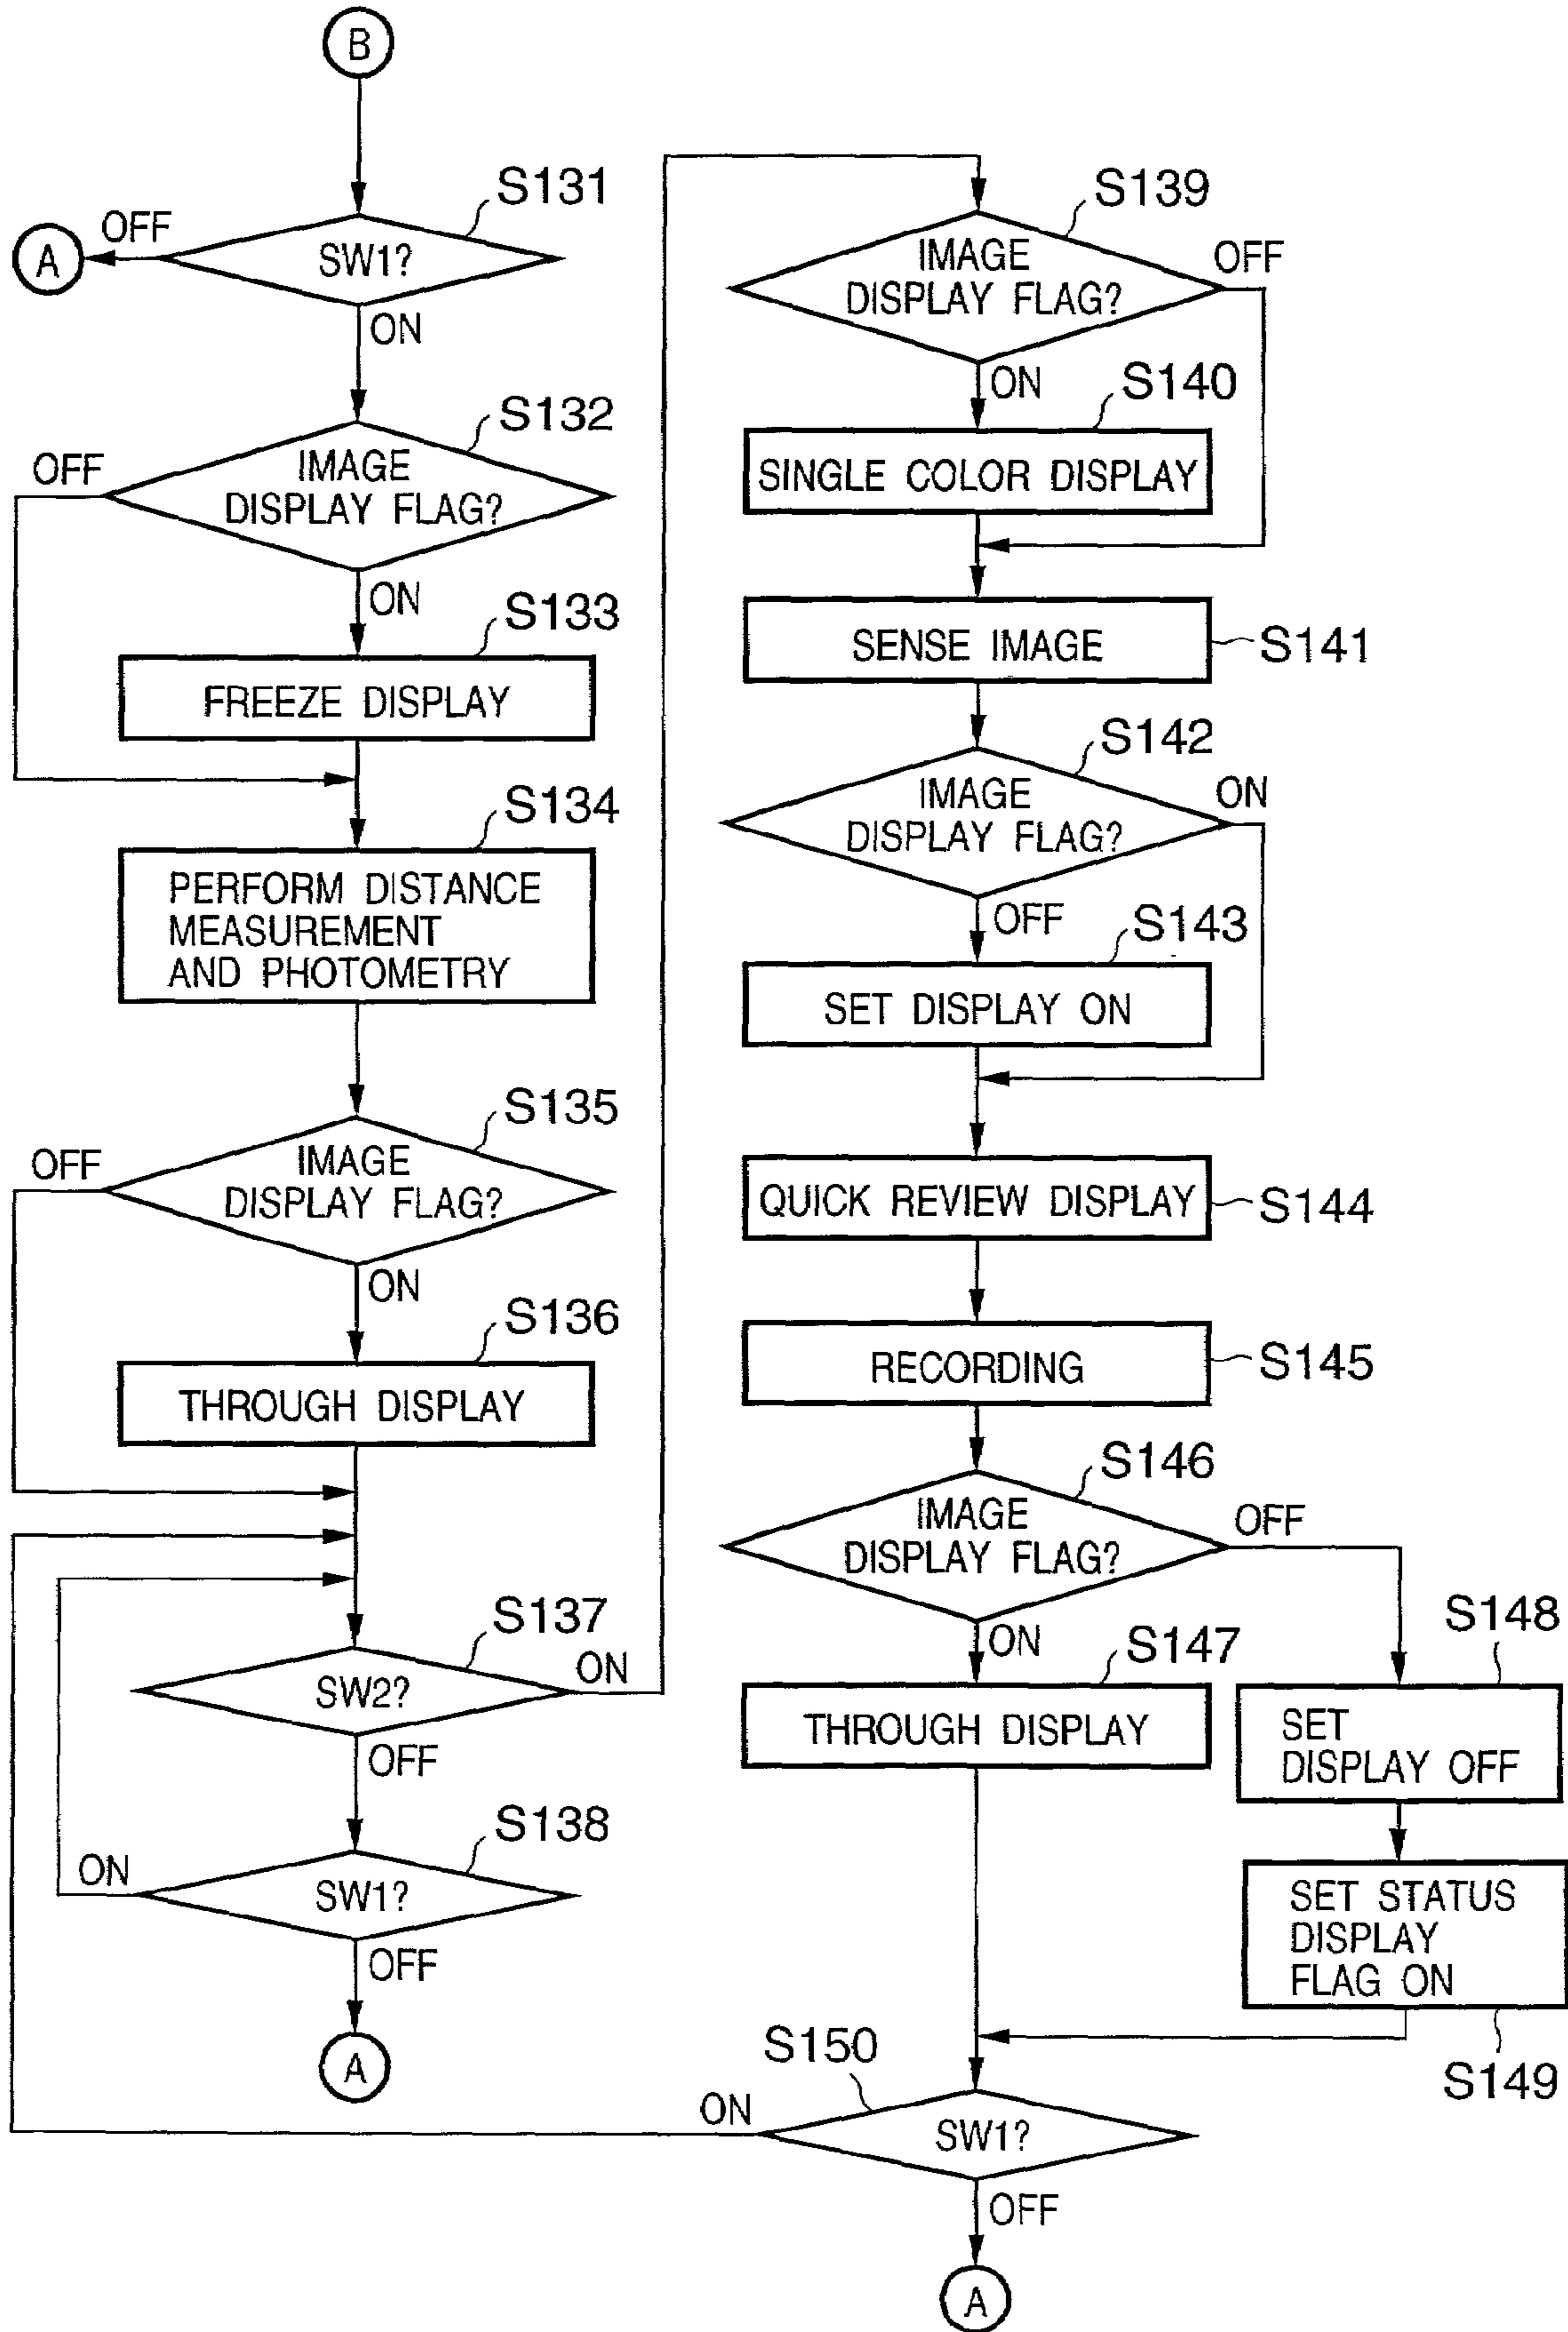 B
S131
OFF
A
SW1?
ON
S132
OFF
IMAGE
DISPLAY FLAG?
ON
S133
FREEZE DISPLAY
S134
PERFORM DISTANCE
MEASUREMENT
AND PHOTOMETRY
S135
OFF
IMAGE
DISPLAY FLAG?
ON
S136
THROUGH DISPLAY
S137
SW2?
ON
OFF
S138
ON
SW1?
OFF
A
S139
IMAGE
DISPLAY FLAG?
OFF
ON
S140
SINGLE COLOR DISPLAY
SENSE IMAGE
S141
S142
IMAGE
DISPLAY FLAG?
ON
OFF
S143
SET DISPLAY ON
QUICK REVIEW DISPLAY
S144
RECORDING
S145
S146
IMAGE
DISPLAY FLAG?
OFF
ON
S147
THROUGH DISPLAY
S148
SET
DISPLAY OFF
SET STATUS
DISPLAY
FLAG ON
S149
S150
ON
SW1?
OFF
A